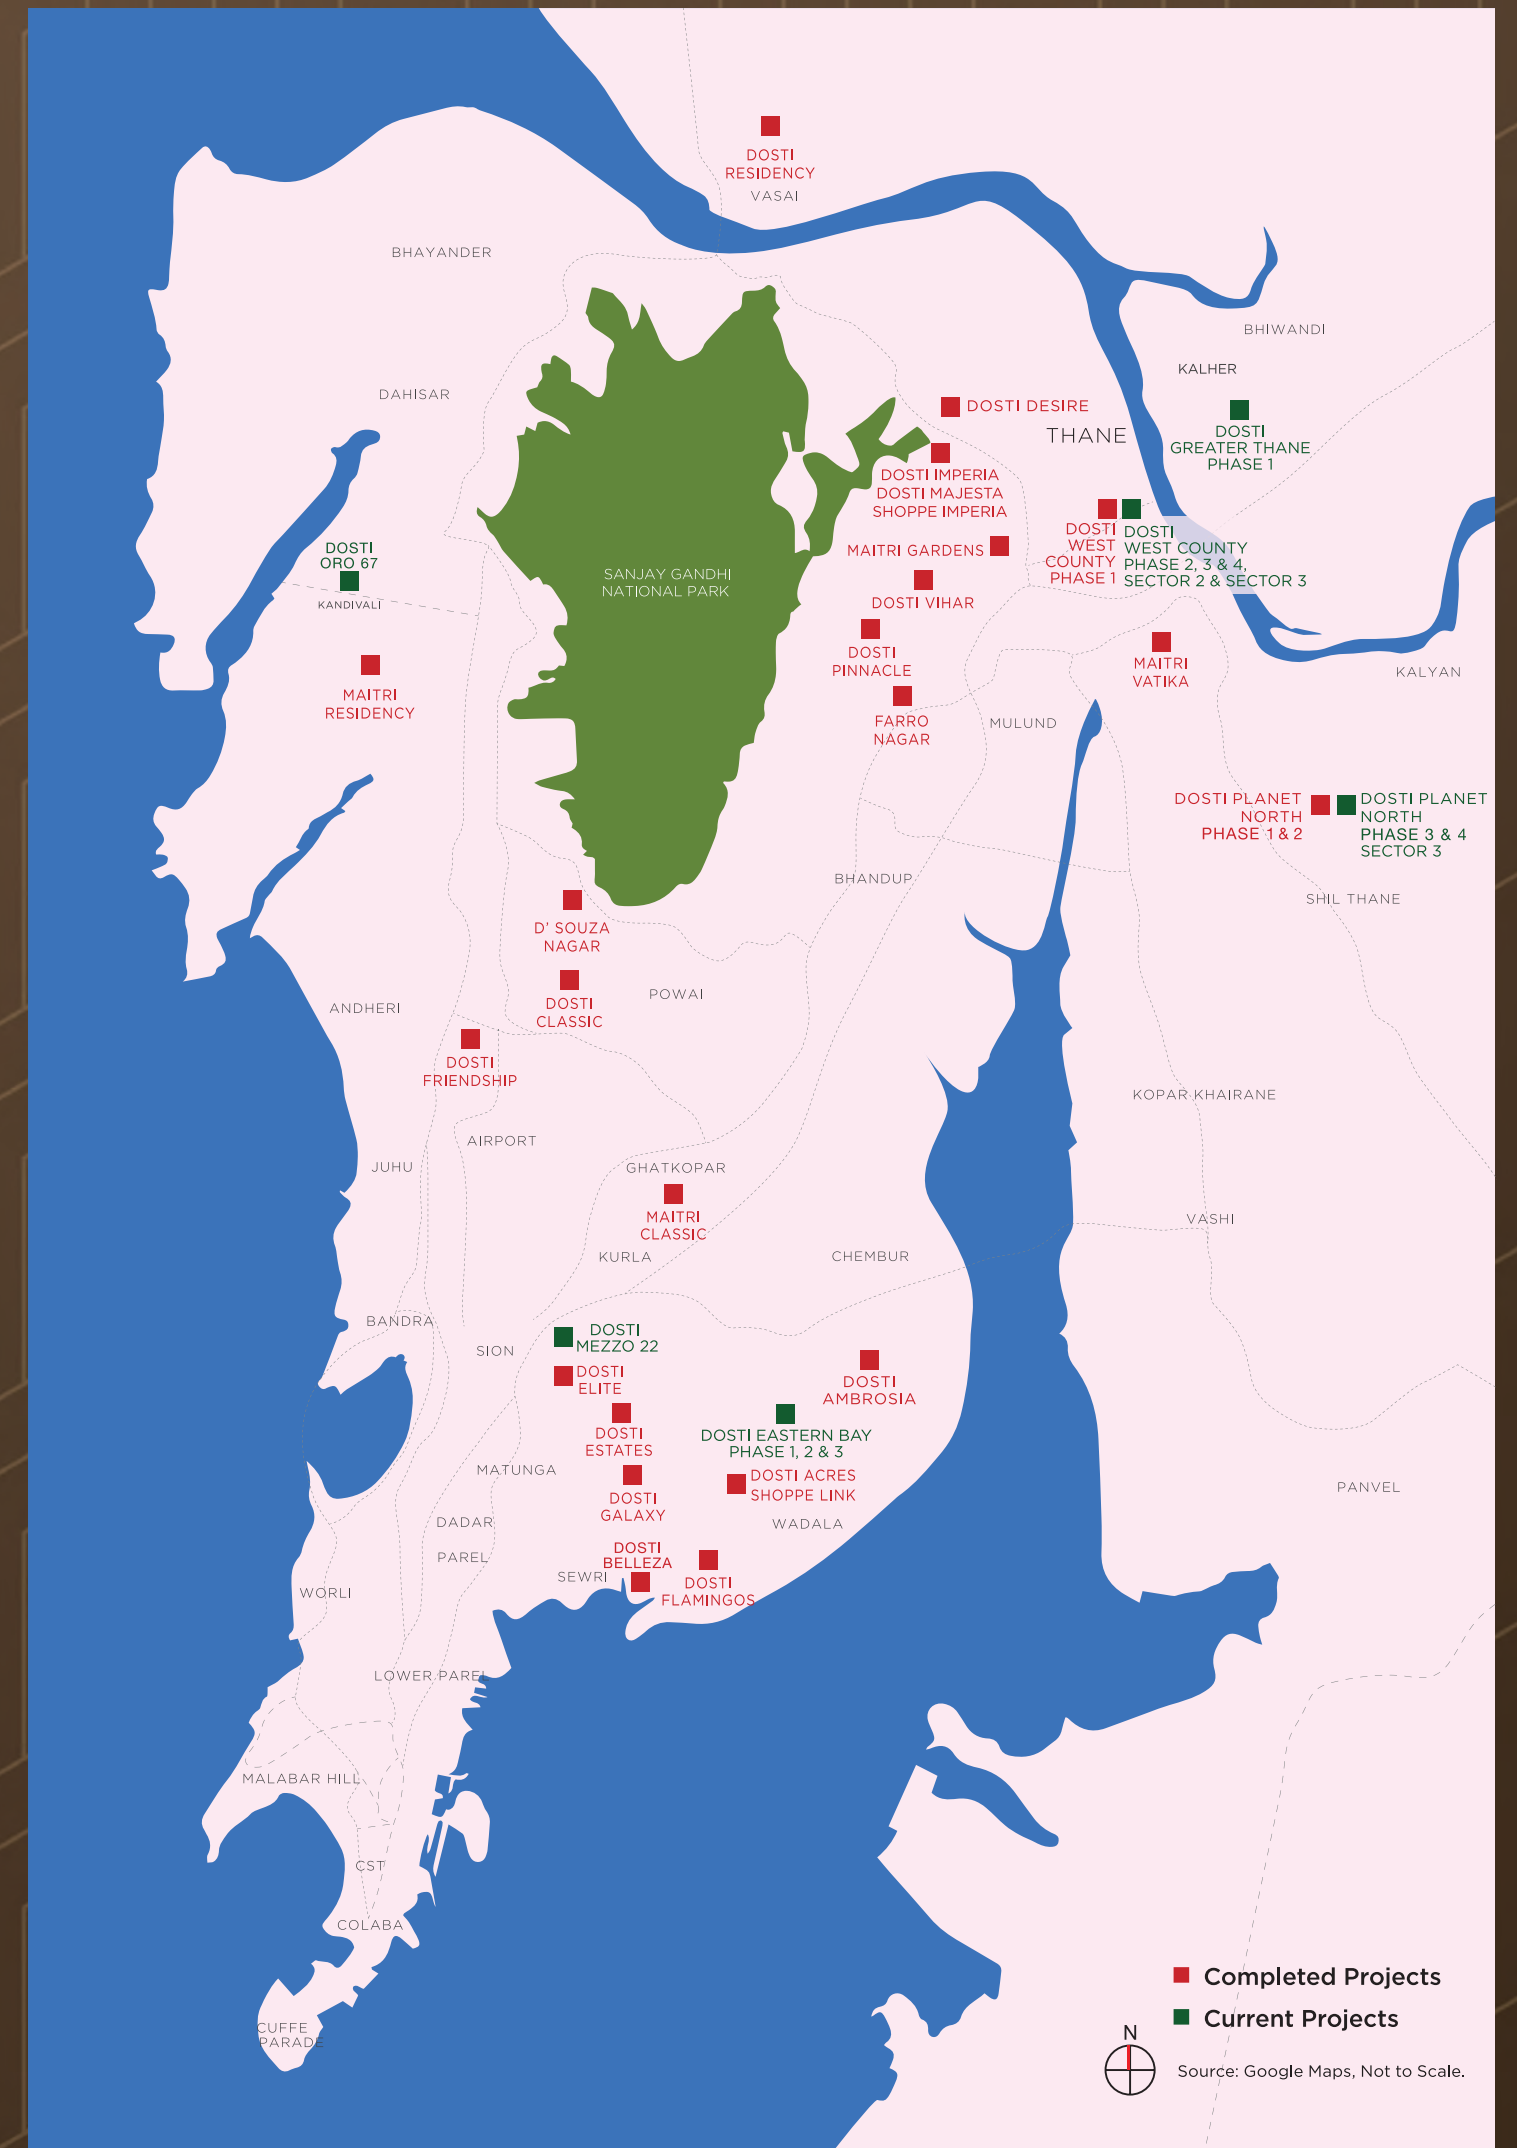 DOSTI
RESIDENCY
VASAI
BHAYANDER
BHIWANDI
KALHER
DAHISAR
DOSTI DESIRE
THANE
DOSTI
GREATER THANE
PHASE 1
DOSTI IMPERIA
DOSTI MAJESTA
SHOPPE IMPERIA
DOSTI
WEST
COUNTY
PHASE 1
DOSTI
WEST COUNTY
PHASE 2, 3 & 4,
SECTOR 2 & SECTOR 3
DOSTI
ORO 67
KANDIVALI
MAITRI GARDENS
SANJAY GANDHI
NATIONAL PARK
DOSTI VIHAR
DOSTI
PINNACLE
MAITRI
VATIKA
KALYAN
MAITRI
RESIDENCY
FARRO
NAGAR
MULUND
DOSTI PLANET
NORTH
PHASE 1 & 2
DOSTI PLANET
NORTH
PHASE 3 & 4
SECTOR 3
BHANDUP
SHIL THANE
D' SOUZA
NAGAR
POWAI
ANDHERI
DOSTI
CLASSIC
DOSTI
FRIENDSHIP
KOPAR KHAIRANE
AIRPORT
JUHU
GHATKOPAR
MAITRI
CLASSIC
VASHI
KURLA
CHEMBUR
BANDRA
SION
DOSTI
MEZZO 22
DOSTI
ELITE
DOSTI
AMBROSIA
DOSTI
ESTATES
DOSTI EASTERN BAY
PHASE 1, 2 & 3
MATUNGA
DOSTI ACRES
SHOPPE LINK
PANVEL
DOSTI
GALAXY
DADAR
WADALA
PAREL
DOSTI
BELLEZA
SEWRI
DOSTI
FLAMINGOS
WORLI
LOWER PAREL
MALABAR HILL
CST
COLABA
CUFFE
PARADE
Completed Projects
Current Projects
N
Source: Google Maps, Not to Scale.